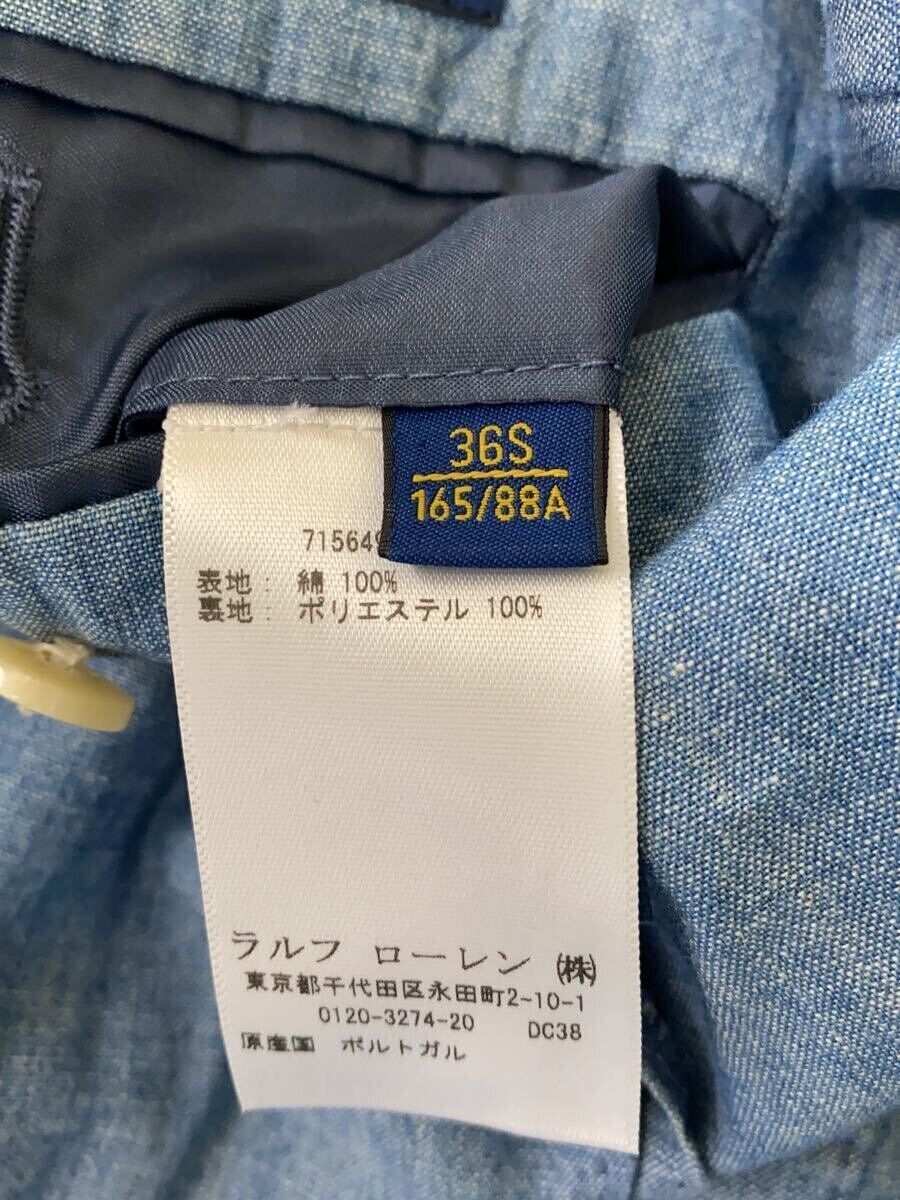 36S
165/88A
71564
表地: 綿 100%
裏地: ポリエステル 100%
ラルフ ローレン ㈱
東京都千代田区永田町2-10-1
0120-3274-20 DC38
原産国 ポルトガル